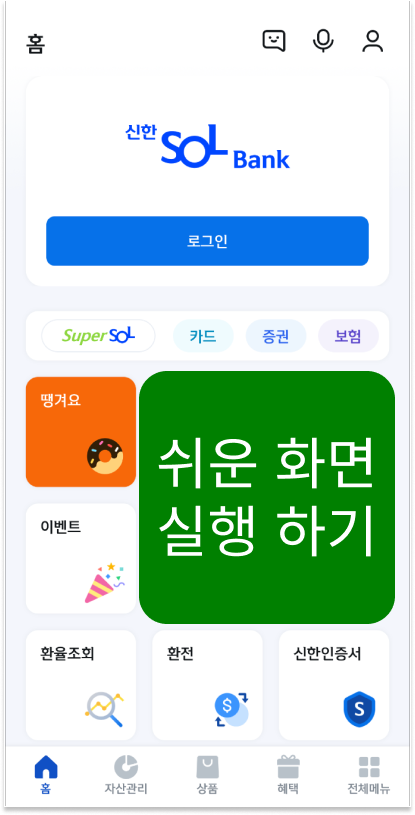 홈
신한 SOL Bank
로그인
Super SOL 카드 증권 보험
땡겨요
쉬운 화면
실행 하기
이벤트
환율조회 환전 신한인증서
$ S
홈 자산관리 상품 혜택 전체메뉴